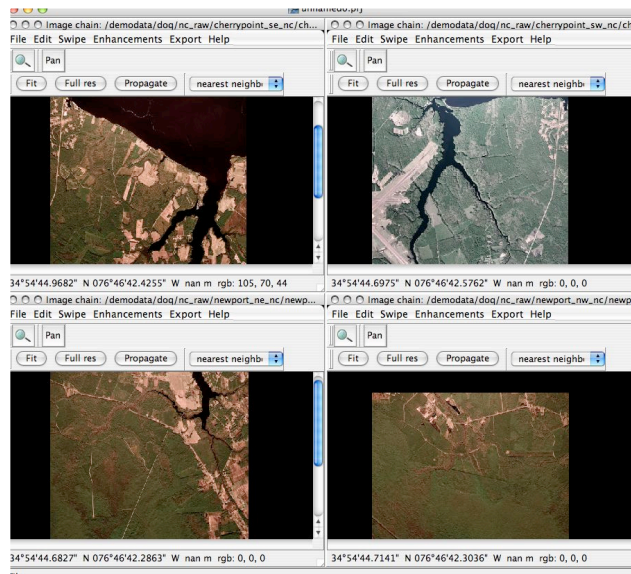 unnamed0.prj
Image chain: /demodata/doq/nc_raw/cherrypoint_se_nc/ch...
File Edit Swipe Enhancements Export Help
Pan
Fit Full res Propagate nearest neighb
34°54'44.9682" N 076°46'42.4255" W nan m rgb: 105, 70, 44
Image chain: /demodata/doq/nc_raw/cherrypoint_sw_nc/ch
File Edit Swipe Enhancements Export Help
Pan
Fit Full res Propagate nearest neighb
34°54'44.6975" N 076°46'42.5762" W nan m rgb: 0, 0, 0
Image chain: /demodata/doq/nc_raw/newport_ne_nc/newp...
File Edit Swipe Enhancements Export Help
Pan
Fit Full res Propagate nearest neighb
34°54'44.6827" N 076°46'42.2863" W nan m rgb: 0, 0, 0
Image chain: /demodata/doq/nc_raw/newport_nw_nc/newp
File Edit Swipe Enhancements Export Help
Pan
Fit Full res Propagate nearest neighb
34°54'44.7141" N 076°46'42.3036" W nan m rgb: 0, 0, 0